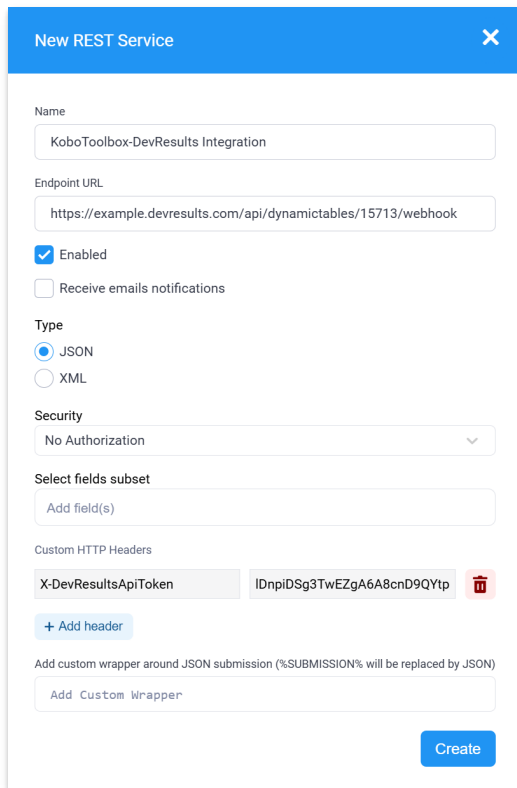 New REST Service
Name
KoboToolbox-DevResults Integration
Endpoint URL
https://example.devresults.com/api/dynamictables/15713/webhook
Enabled
Receive emails notifications
Type
JSON
XML
Security
No Authorization
Select fields subset
Add field(s)
Custom HTTP Headers
X-DevResultsApiToken lDnpiDSg3TwEZgA6A8cnD9QYtp
+ Add header
Add custom wrapper around JSON submission (%SUBMISSION% will be replaced by JSON)
Add Custom Wrapper
Create